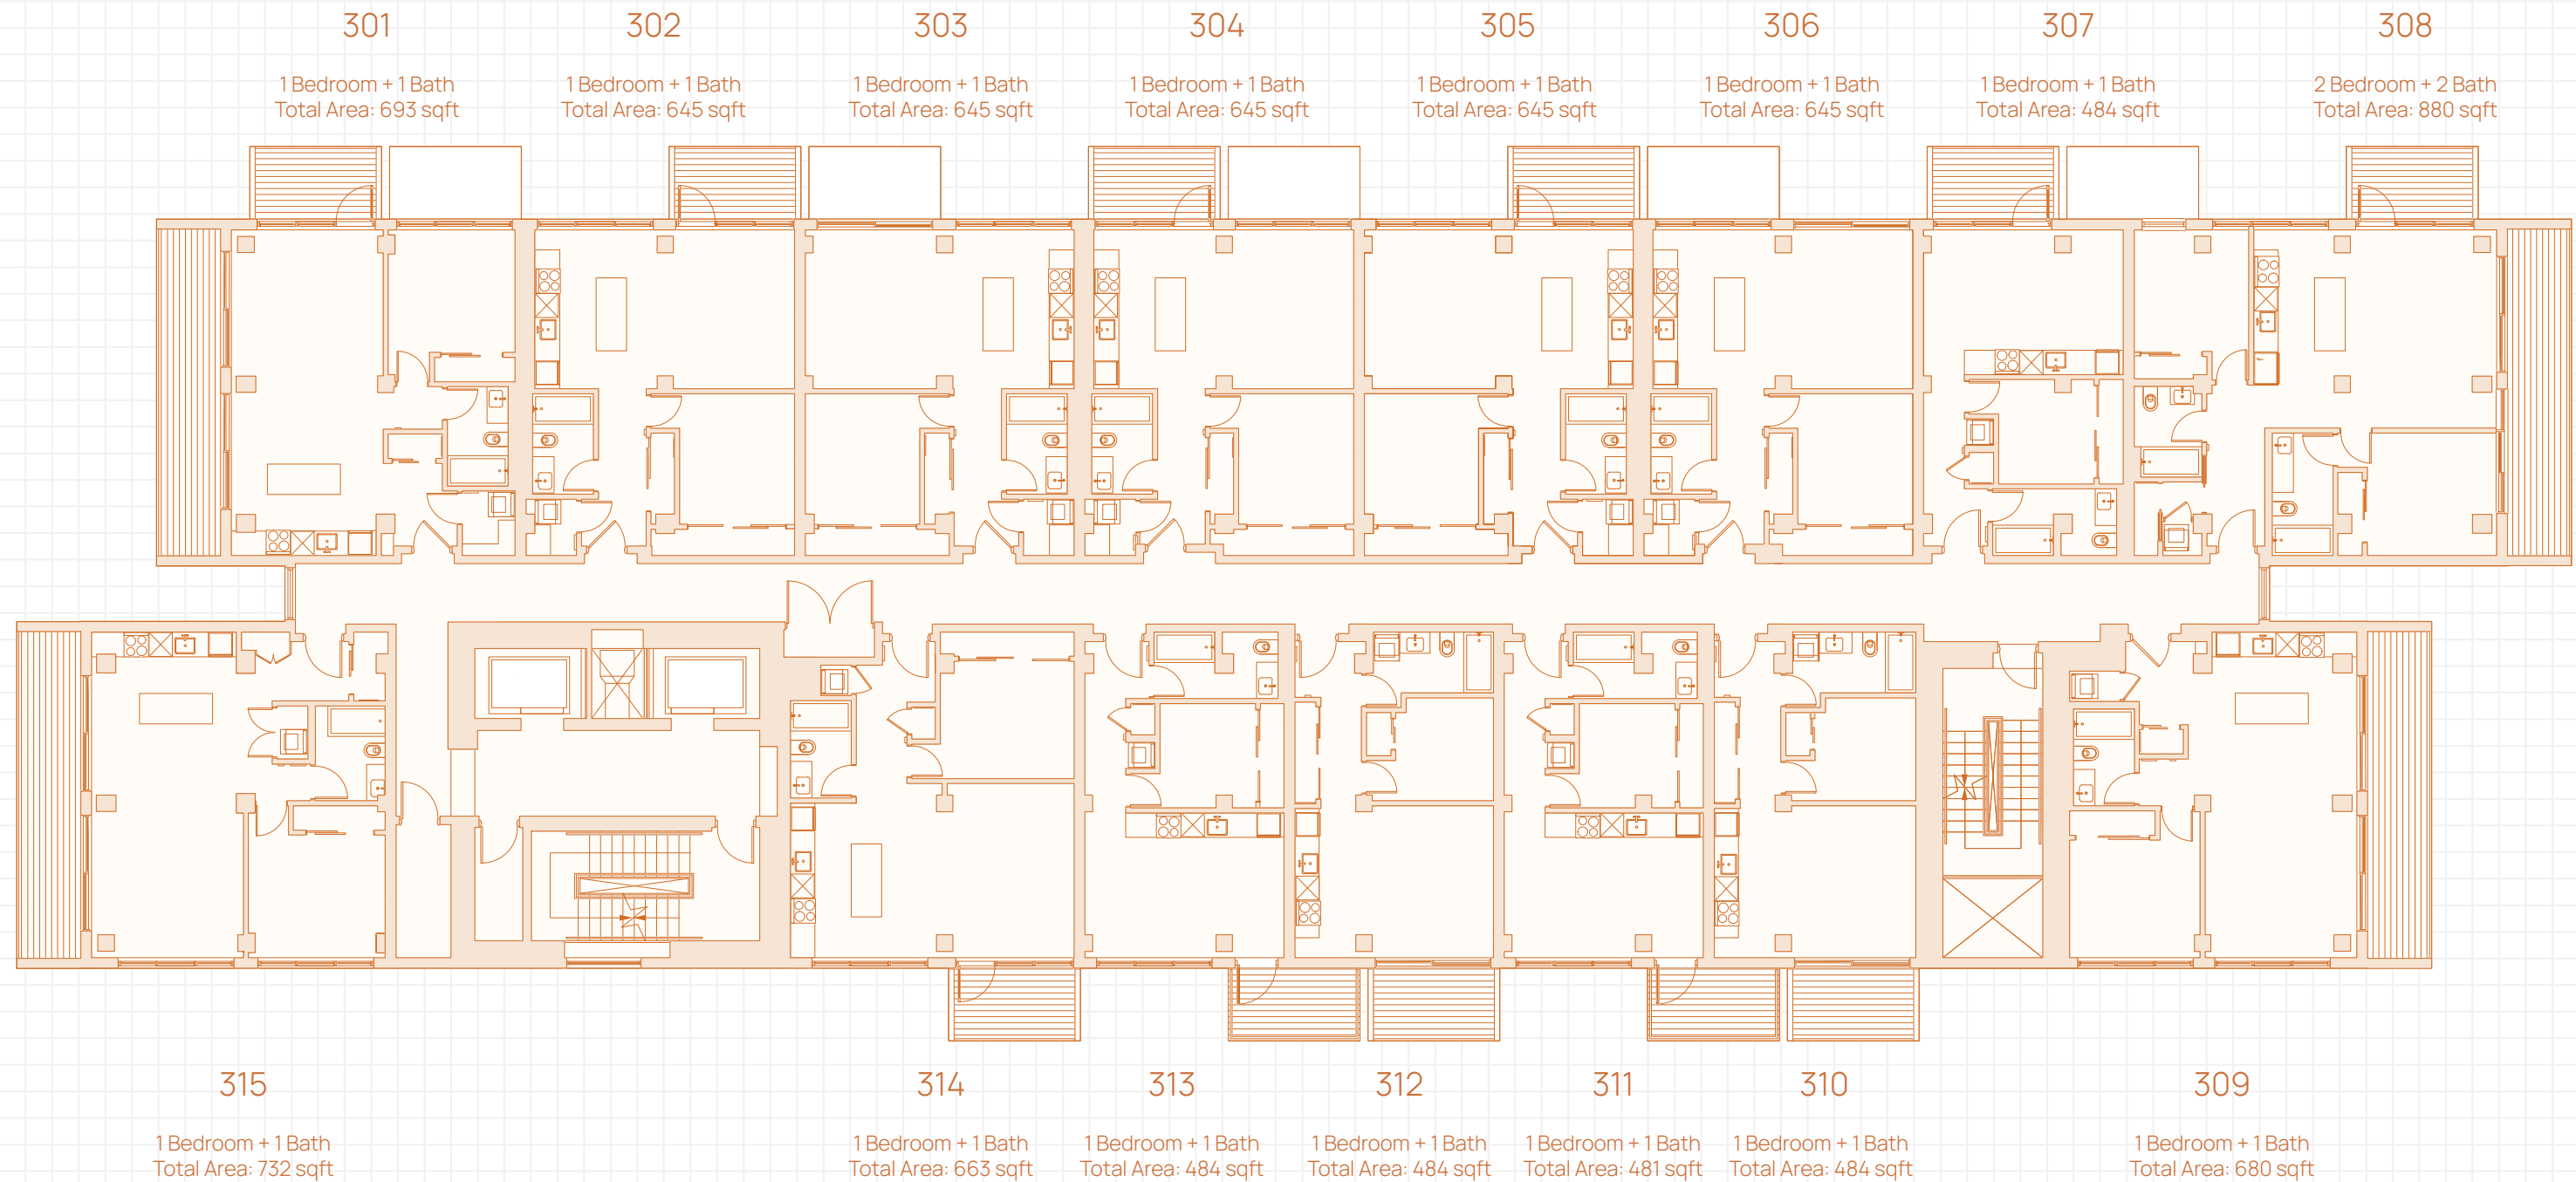 301
1 Bedroom + 1 Bath
Total Area: 693 sqft
302
1 Bedroom + 1 Bath
Total Area: 645 sqft
303
1 Bedroom + 1 Bath
Total Area: 645 sqft
304
1 Bedroom + 1 Bath
Total Area: 645 sqft
305
1 Bedroom + 1 Bath
Total Area: 645 sqft
306
1 Bedroom + 1 Bath
Total Area: 645 sqft
307
1 Bedroom + 1 Bath
Total Area: 484 sqft
308
2 Bedroom + 2 Bath
Total Area: 880 sqft
315
1 Bedroom + 1 Bath
Total Area: 732 sqft
314
1 Bedroom + 1 Bath
Total Area: 663 sqft
313
1 Bedroom + 1 Bath
Total Area: 484 sqft
312
1 Bedroom + 1 Bath
Total Area: 484 sqft
311
1 Bedroom + 1 Bath
Total Area: 481 sqft
310
1 Bedroom + 1 Bath
Total Area: 484 sqft
309
1 Bedroom + 1 Bath
Total Area: 680 sqft